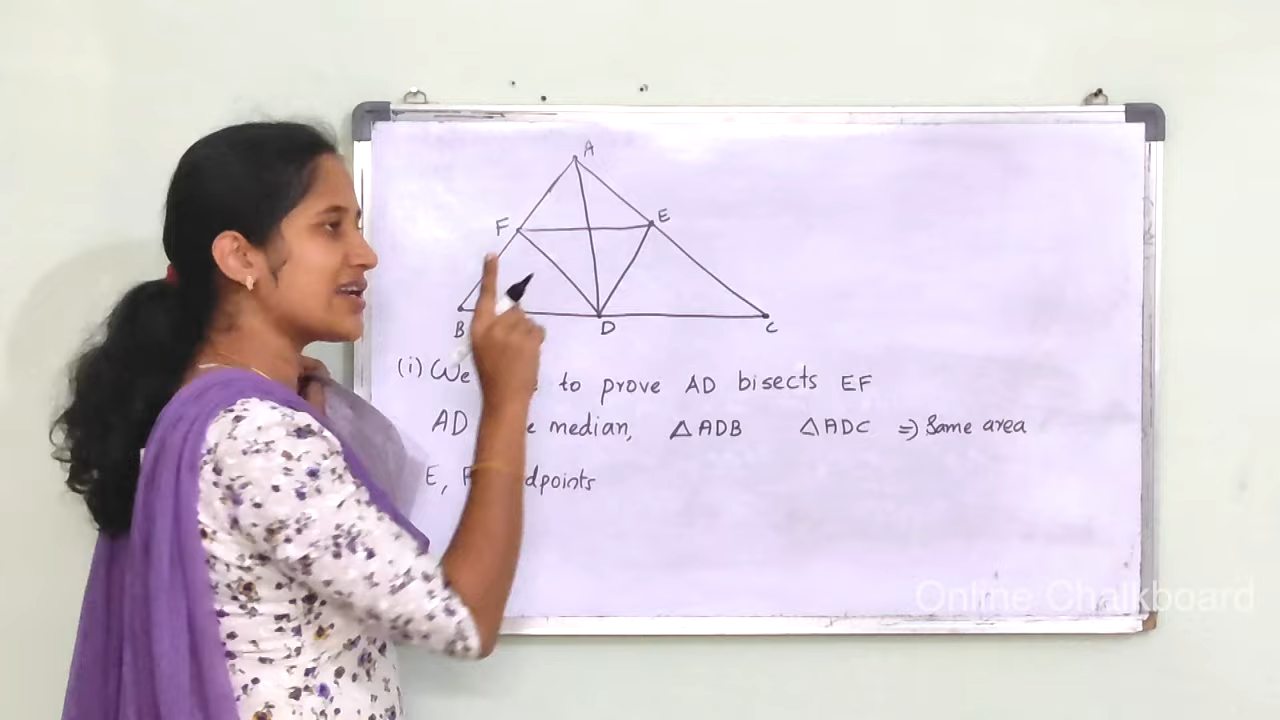 A
F
E
B
D
C
(i) We to prove AD bisects EF
AD median, △ADB △ADC ⇒ Same area
E, F dpoints
Online Chalkboard